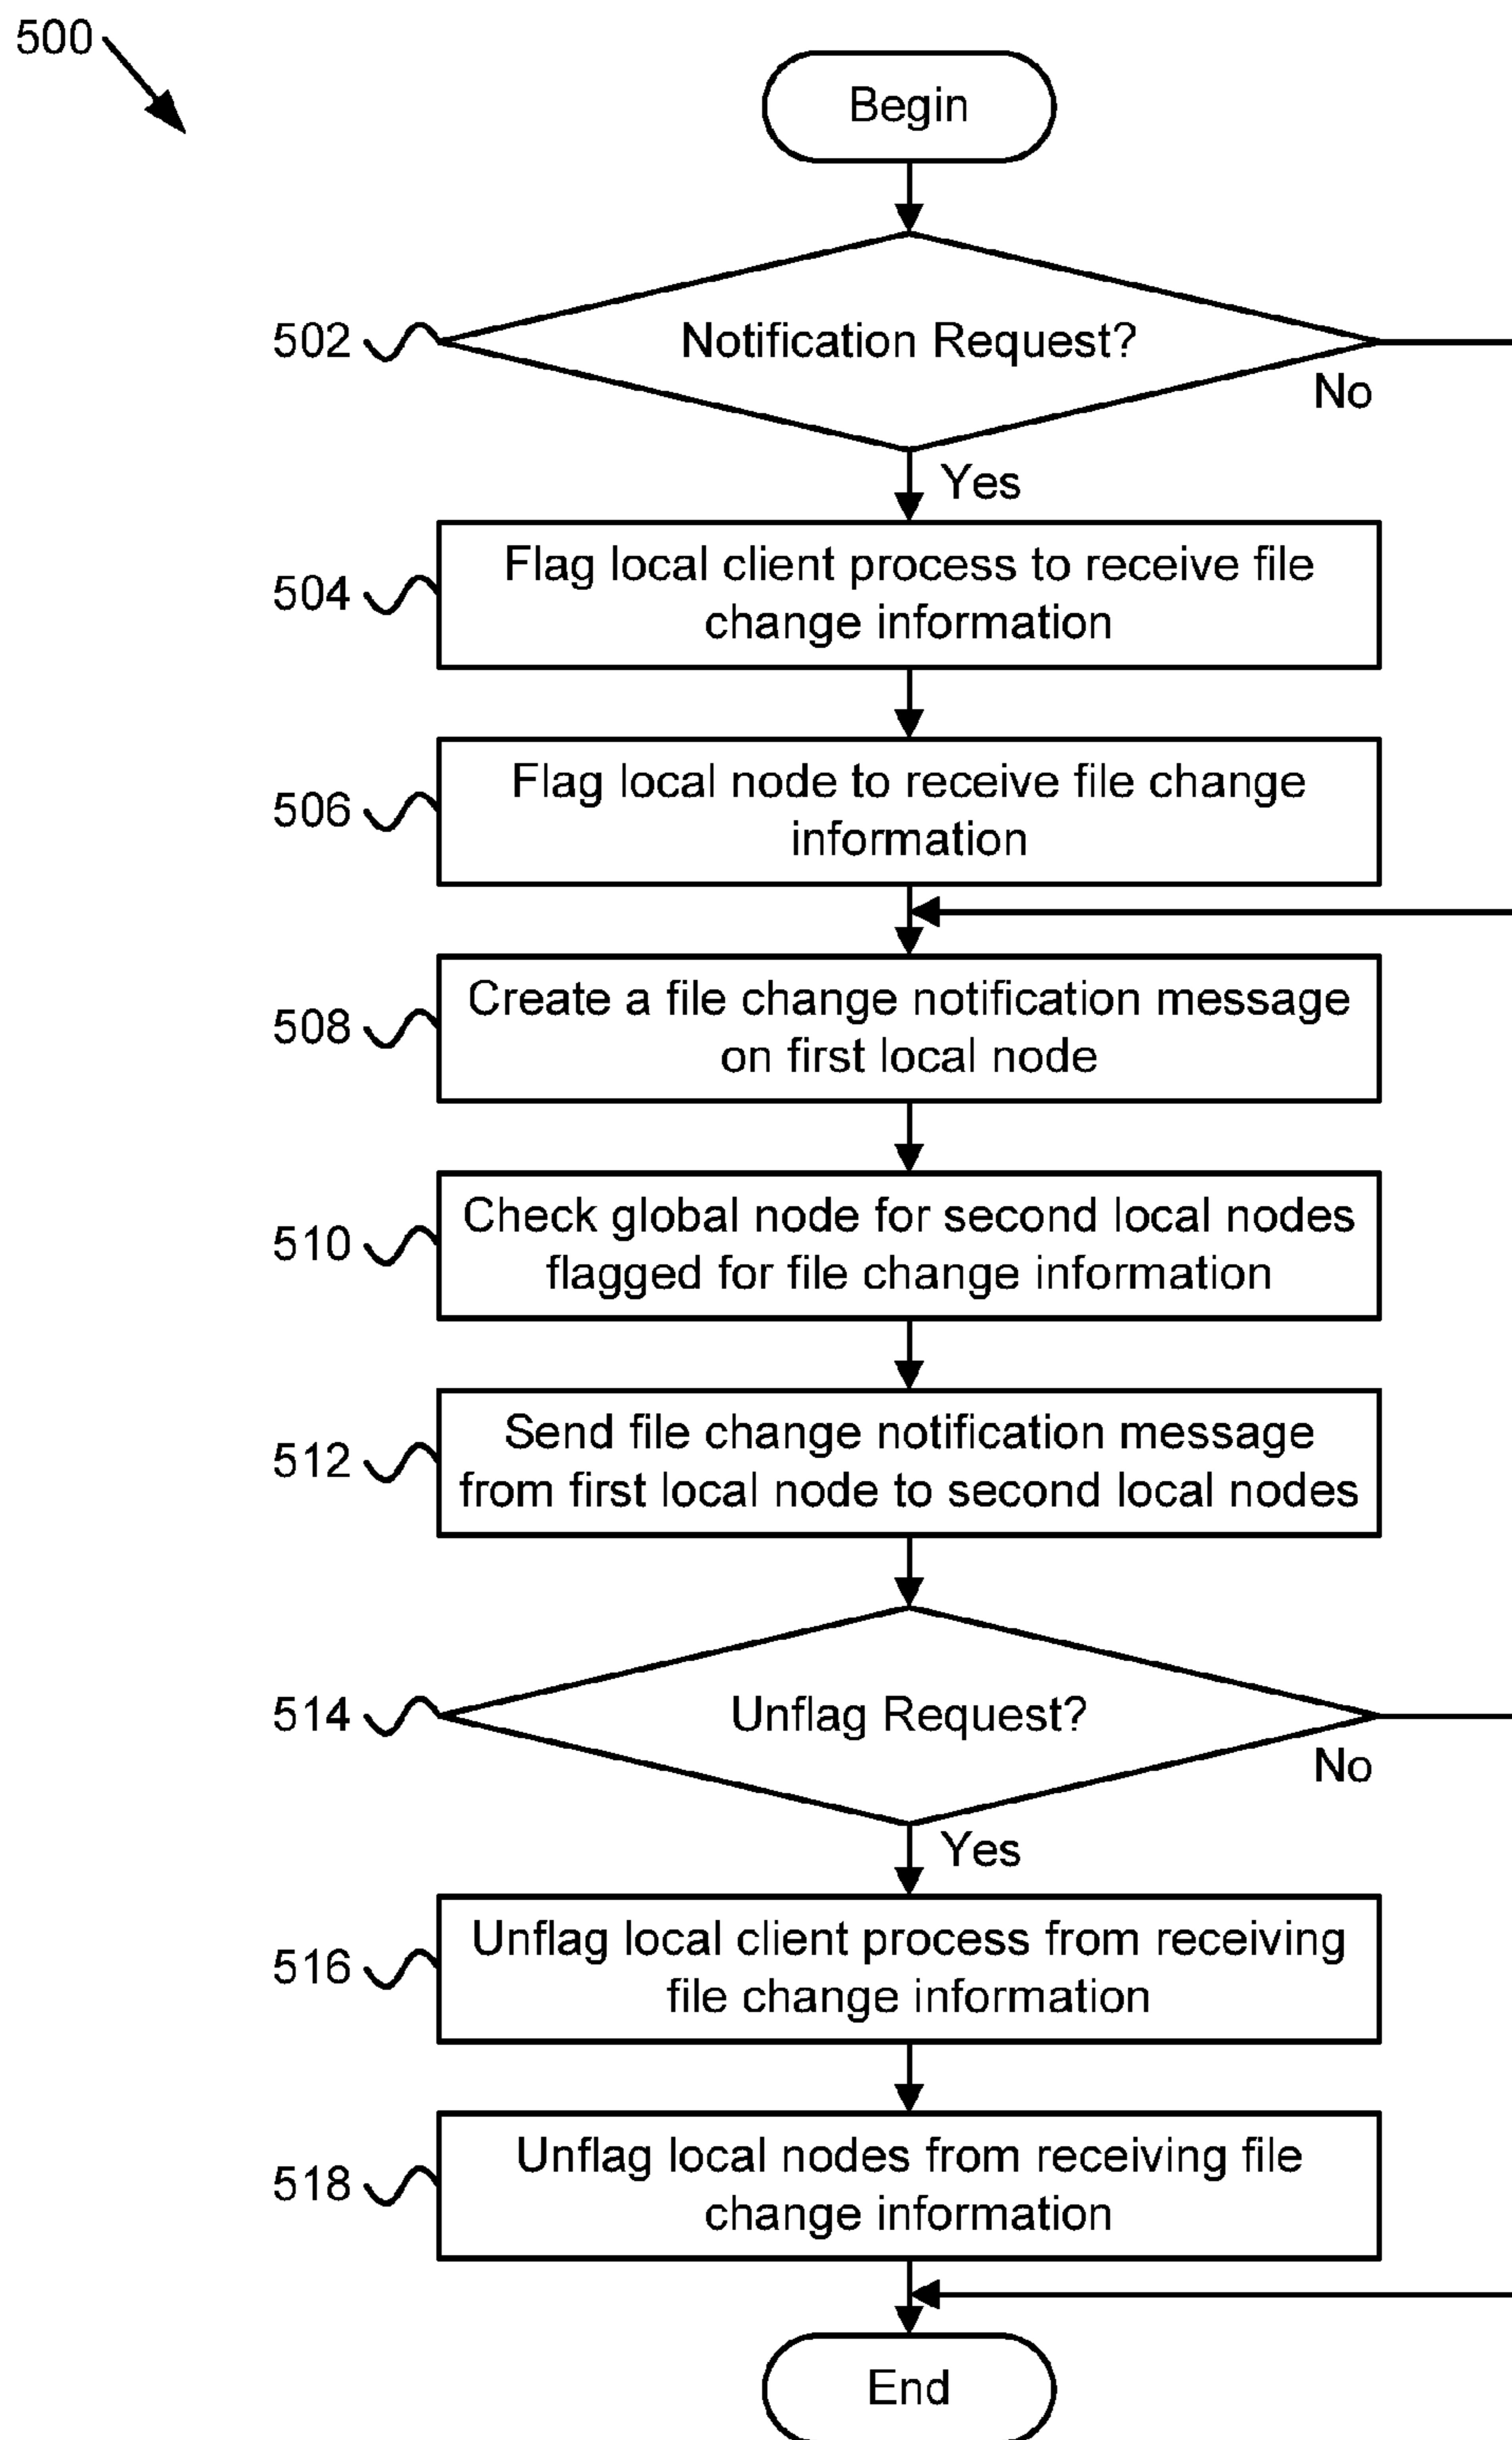 500
Begin
502
Notification Request?
No
Yes
504
Flag local client process to receive file
change information
506
Flag local node to receive file change
information
508
Create a file change notification message
on first local node
510
Check global node for second local nodes
flagged for file change information
512
Send file change notification message
from first local node to second local nodes
514
Unflag Request?
No
Yes
516
Unflag local client process from receiving
file change information
518
Unflag local nodes from receiving file
change information
End